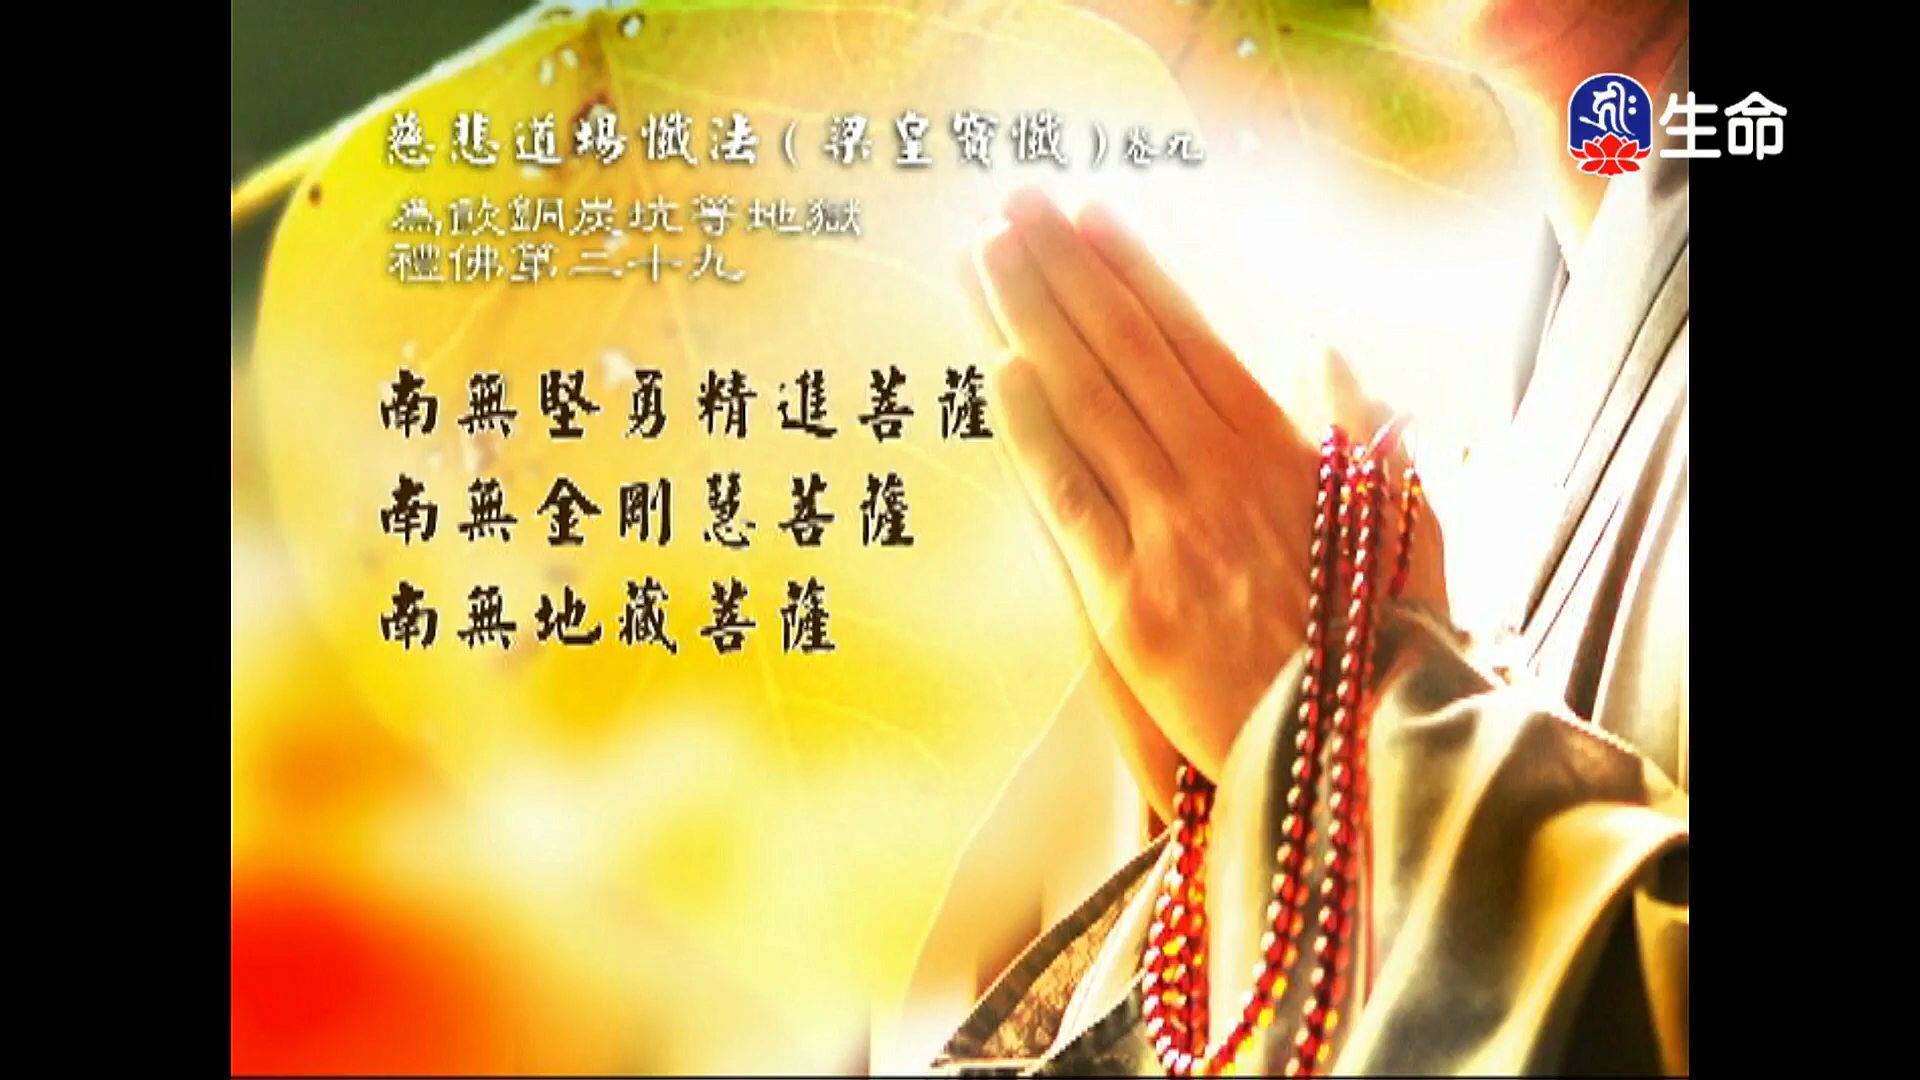 慈悲道場懺法(梁皇寶懺)卷九
生命
為飲銅炭坑等地獄
禮佛第三十九
南無堅勇精進菩薩
南無金剛慧菩薩
南無地藏菩薩